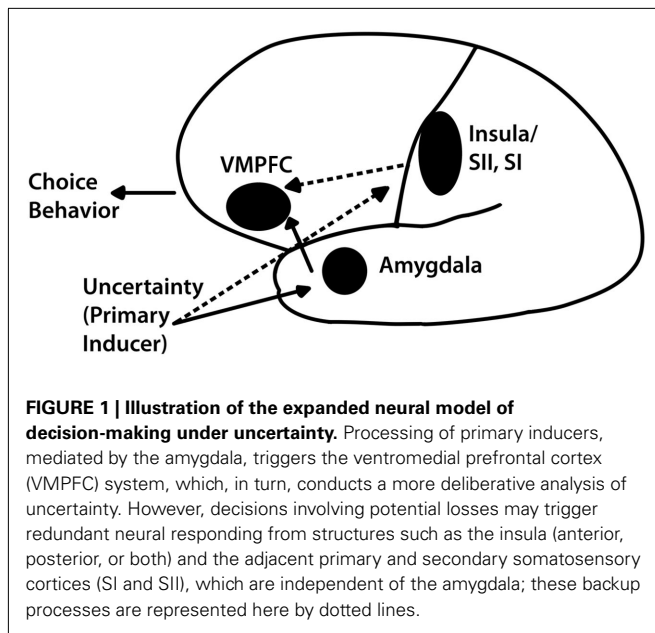 VMPFC
Insula/
SII, SI
Choice
Behavior
Amygdala
Uncertainty
(Primary
Inducer)
FIGURE 1 | Illustration of the expanded neural model of
decision-making under uncertainty. Processing of primary inducers,
mediated by the amygdala, triggers the ventromedial prefrontal cortex
(VMPFC) system, which, in turn, conducts a more deliberative analysis of
uncertainty. However, decisions involving potential losses may trigger
redundant neural responding from structures such as the insula (anterior,
posterior, or both) and the adjacent primary and secondary somatosensory
cortices (SI and SII), which are independent of the amygdala; these backup
processes are represented here by dotted lines.